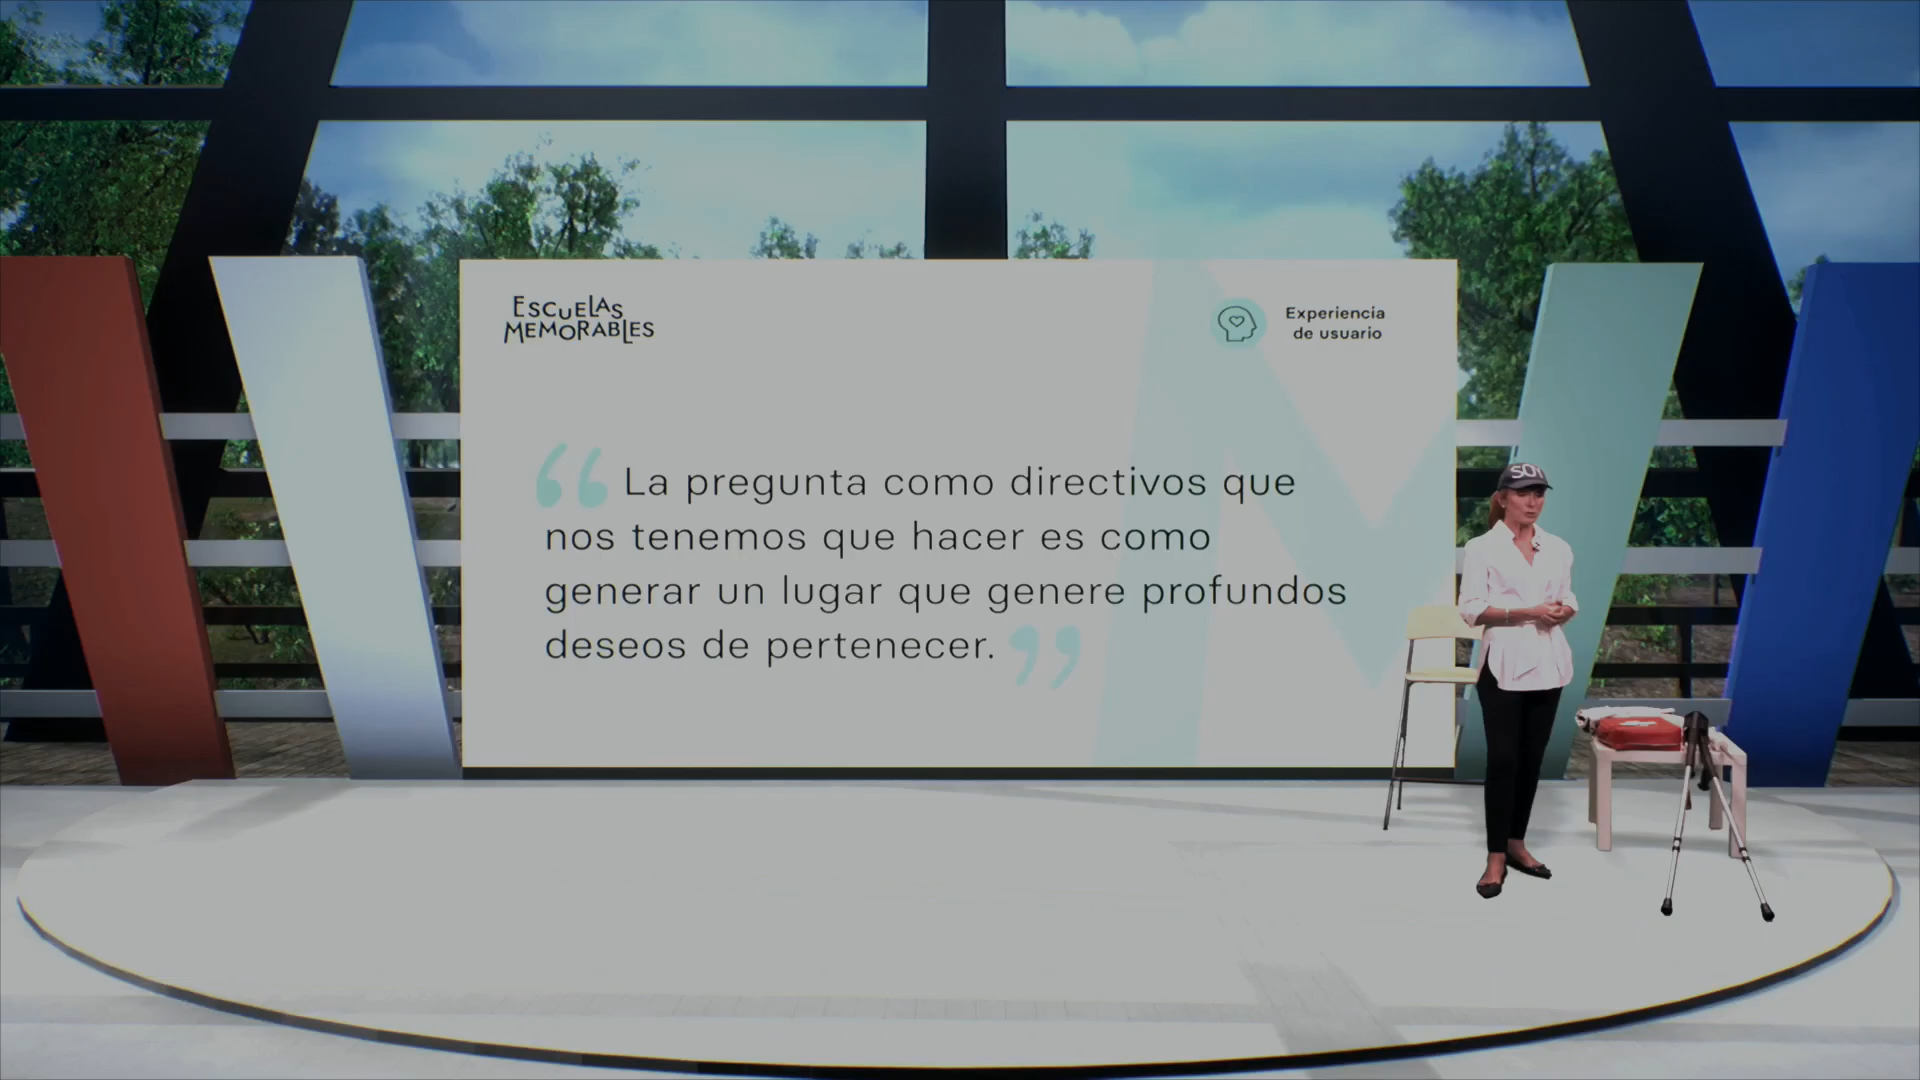 ESCUELAS
MEMORABLES
Experiencia
de usuario
“ La pregunta como directivos que
nos tenemos que hacer es como
generar un lugar que genere profundos
deseos de pertenecer. ”
SOY